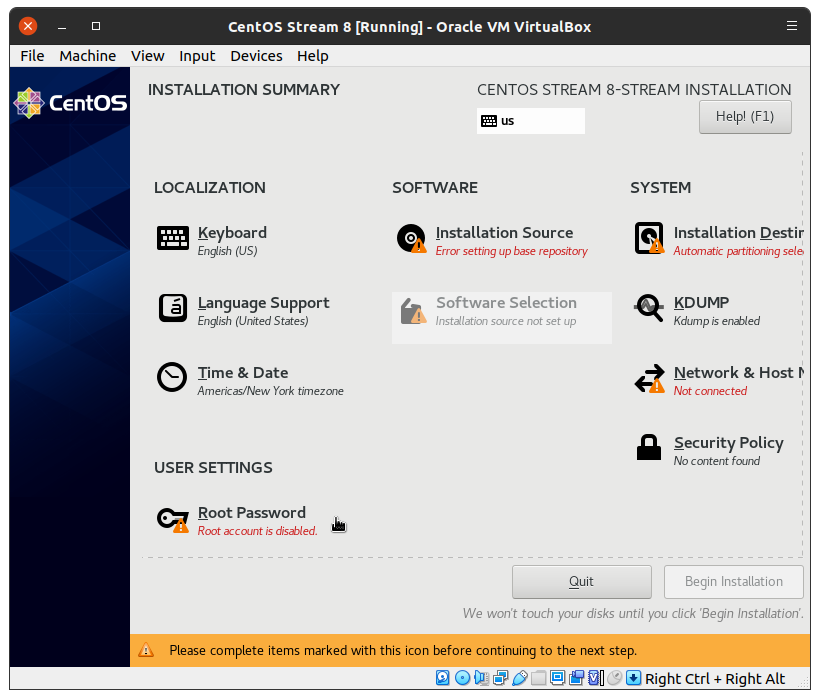 CentOS Stream 8 [Running] - Oracle VM VirtualBox
File Machine View Input Devices Help
CentOS
INSTALLATION SUMMARY
CENTOS STREAM 8-STREAM INSTALLATION
us
Help! (F1)
LOCALIZATION
Keyboard
English (US)
Language Support
English (United States)
Time & Date
Americas/New York timezone
USER SETTINGS
Root Password
Root account is disabled.
SOFTWARE
Installation Source
Error setting up base repository
Software Selection
Installation source not set up
SYSTEM
Installation Destir
Automatic partitioning sele
KDUMP
Kdump is enabled
Network & Host N
Not connected
Security Policy
No content found
Quit
Begin Installation
We won't touch your disks until you click 'Begin Installation'.
Please complete items marked with this icon before continuing to the next step.
Right Ctrl + Right Alt